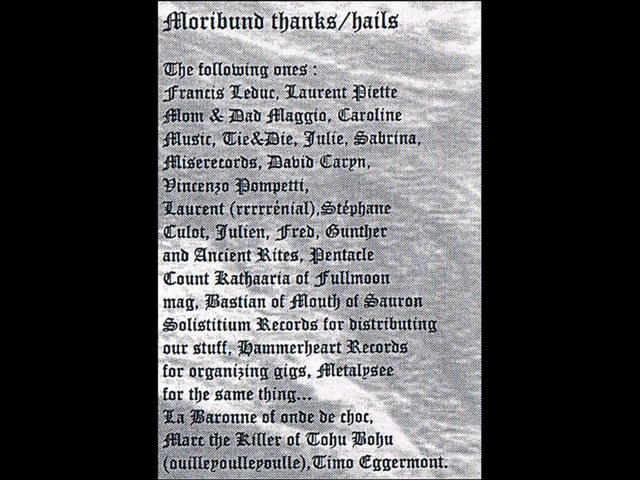 Moribund thanks/hails
The following ones :
Francis Leduc, Laurent Piette
Mom & Dad Maggio, Caroline
Music, Tie&Die, Julie, Sabrina,
Miserecords, David Caryn,
Vincenzo Pompetti,
Laurent (rrrrrénial),Stéphane
Culot, Julien, Fred, Gunther
and Ancient Rites, Pentacle
Count Kathaaria of Fullmoon
mag, Bastian of Mouth of Sauron
Solistitium Records for distributing
our stuff, Hammerheart Records
for organizing gigs, Metalysee
for the same thing...
La Baronne of onde de choc,
Marc the Killer of Tohu Bohu
(ouilleyoulleyoulle),Timo Eggermont.